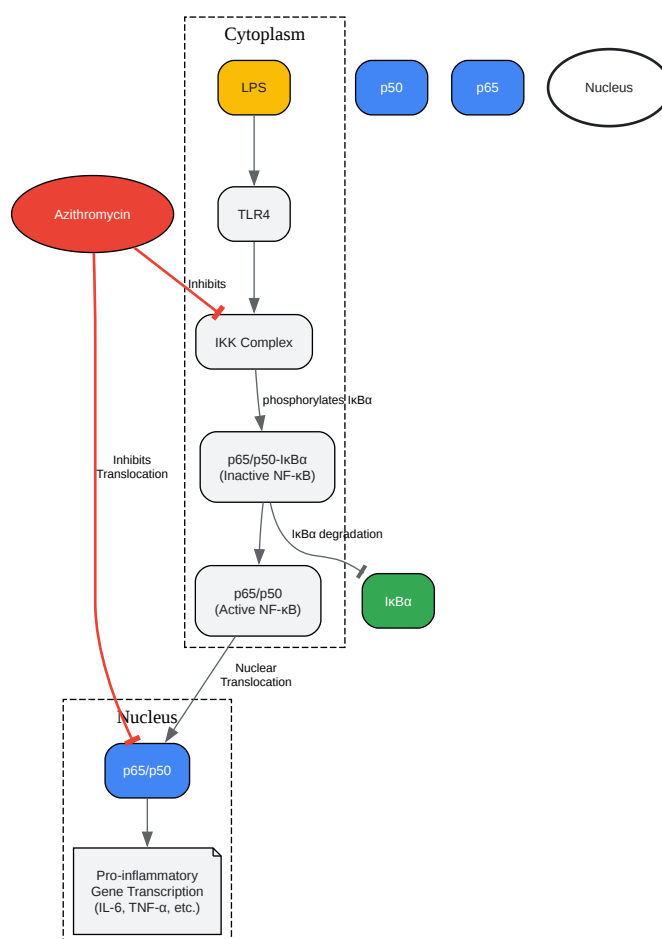 Cytoplasm
LPS
p50
p65
Nucleus
Azithromycin
TLR4
Inhibits
IKK Complex
phosphorylates IκBα
Inhibits
Translocation
p65/p50-IκBα
(Inactive NF-κB)
IκBα degradation
p65/p50
(Active NF-κB)
IκBα
Nuclear
Translocation
Nucleus
p65/p50
Pro-inflammatory
Gene Transcription
(IL-6, TNF-α, etc.)